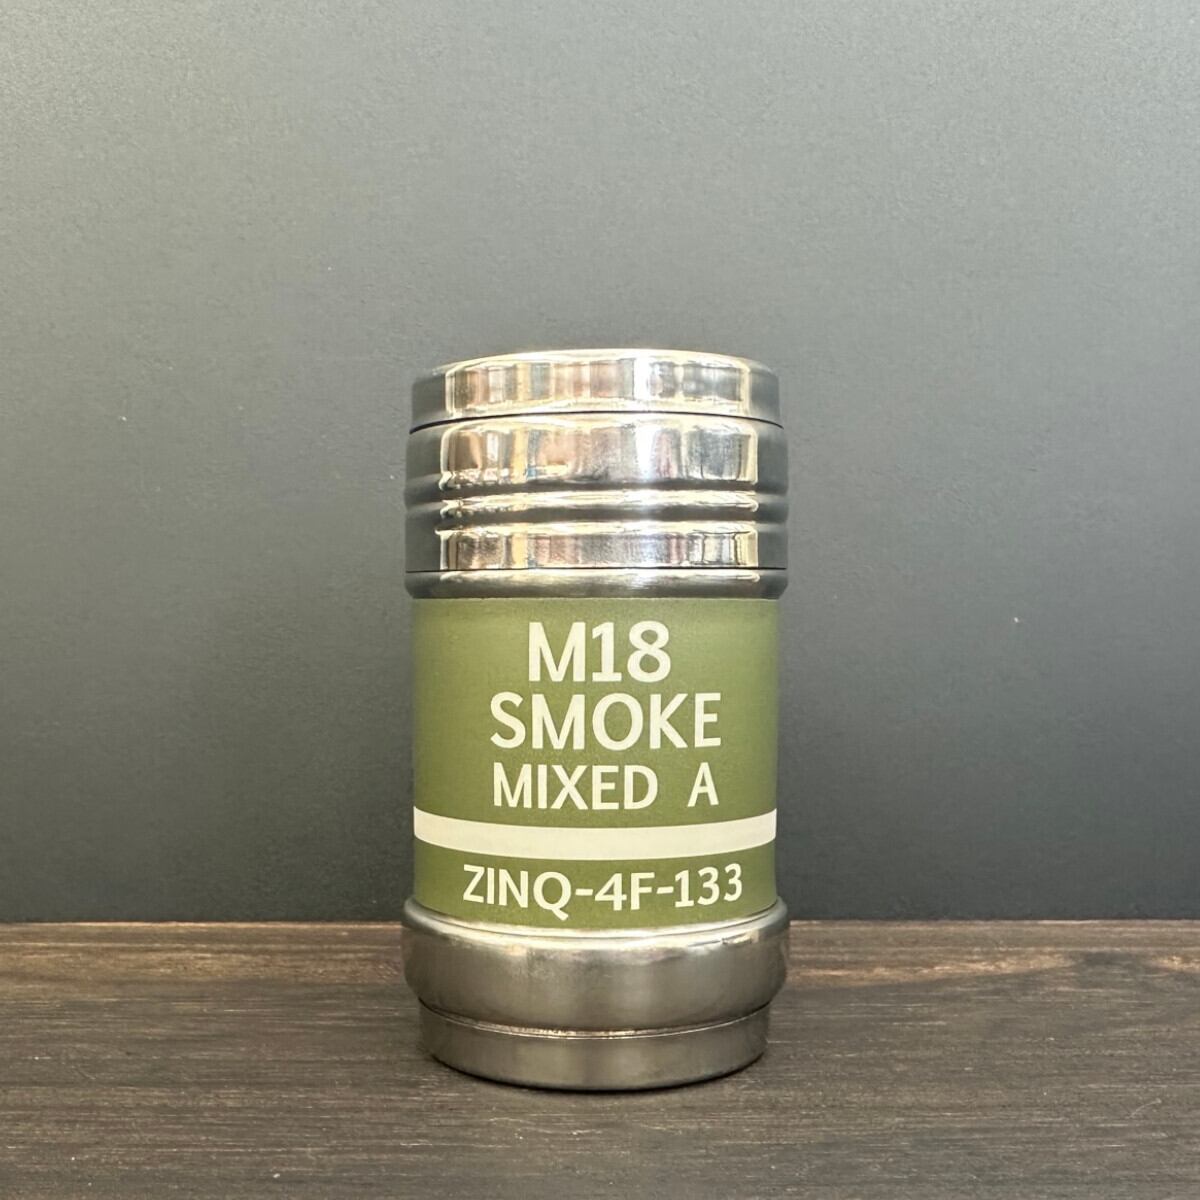 M18
SMOKE
MIXED A
ZINQ-4F-133